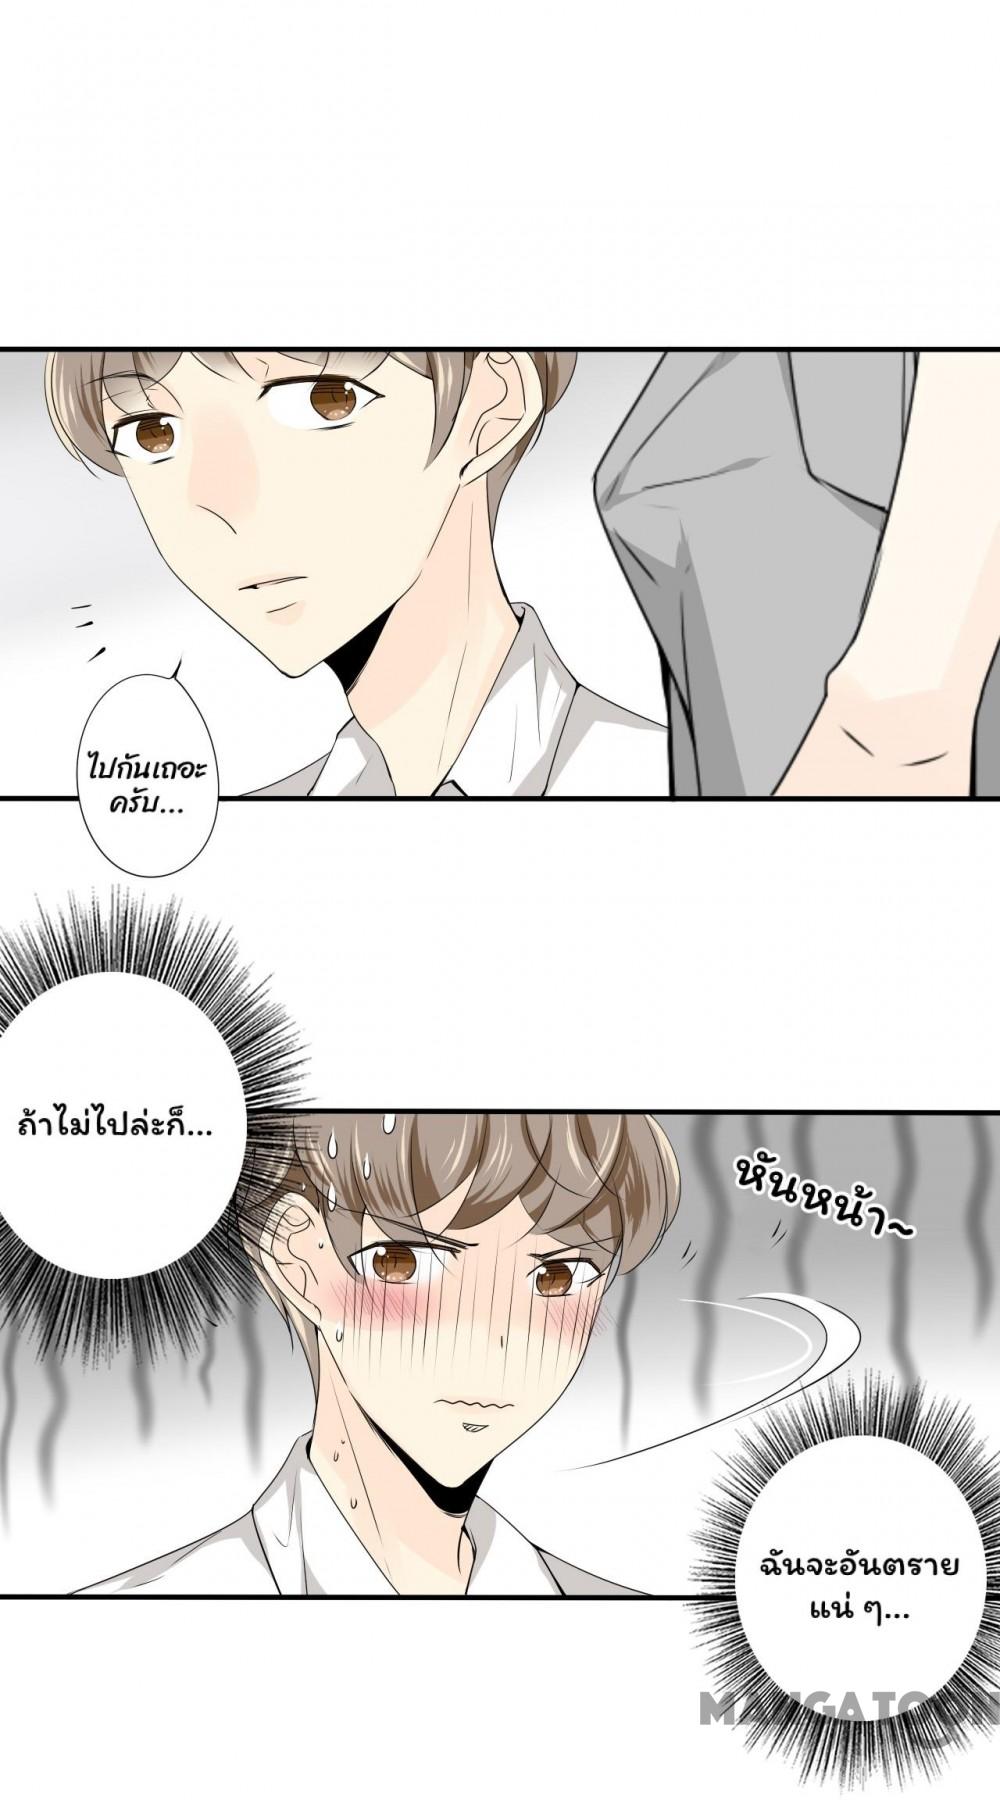 ไปกันเถอะ
ครับ...
ถ้าไม่ไปล่ะก็...
หันหน้า~
ฉันจะอันตราย
แน่ ๆ...
MANGATOON